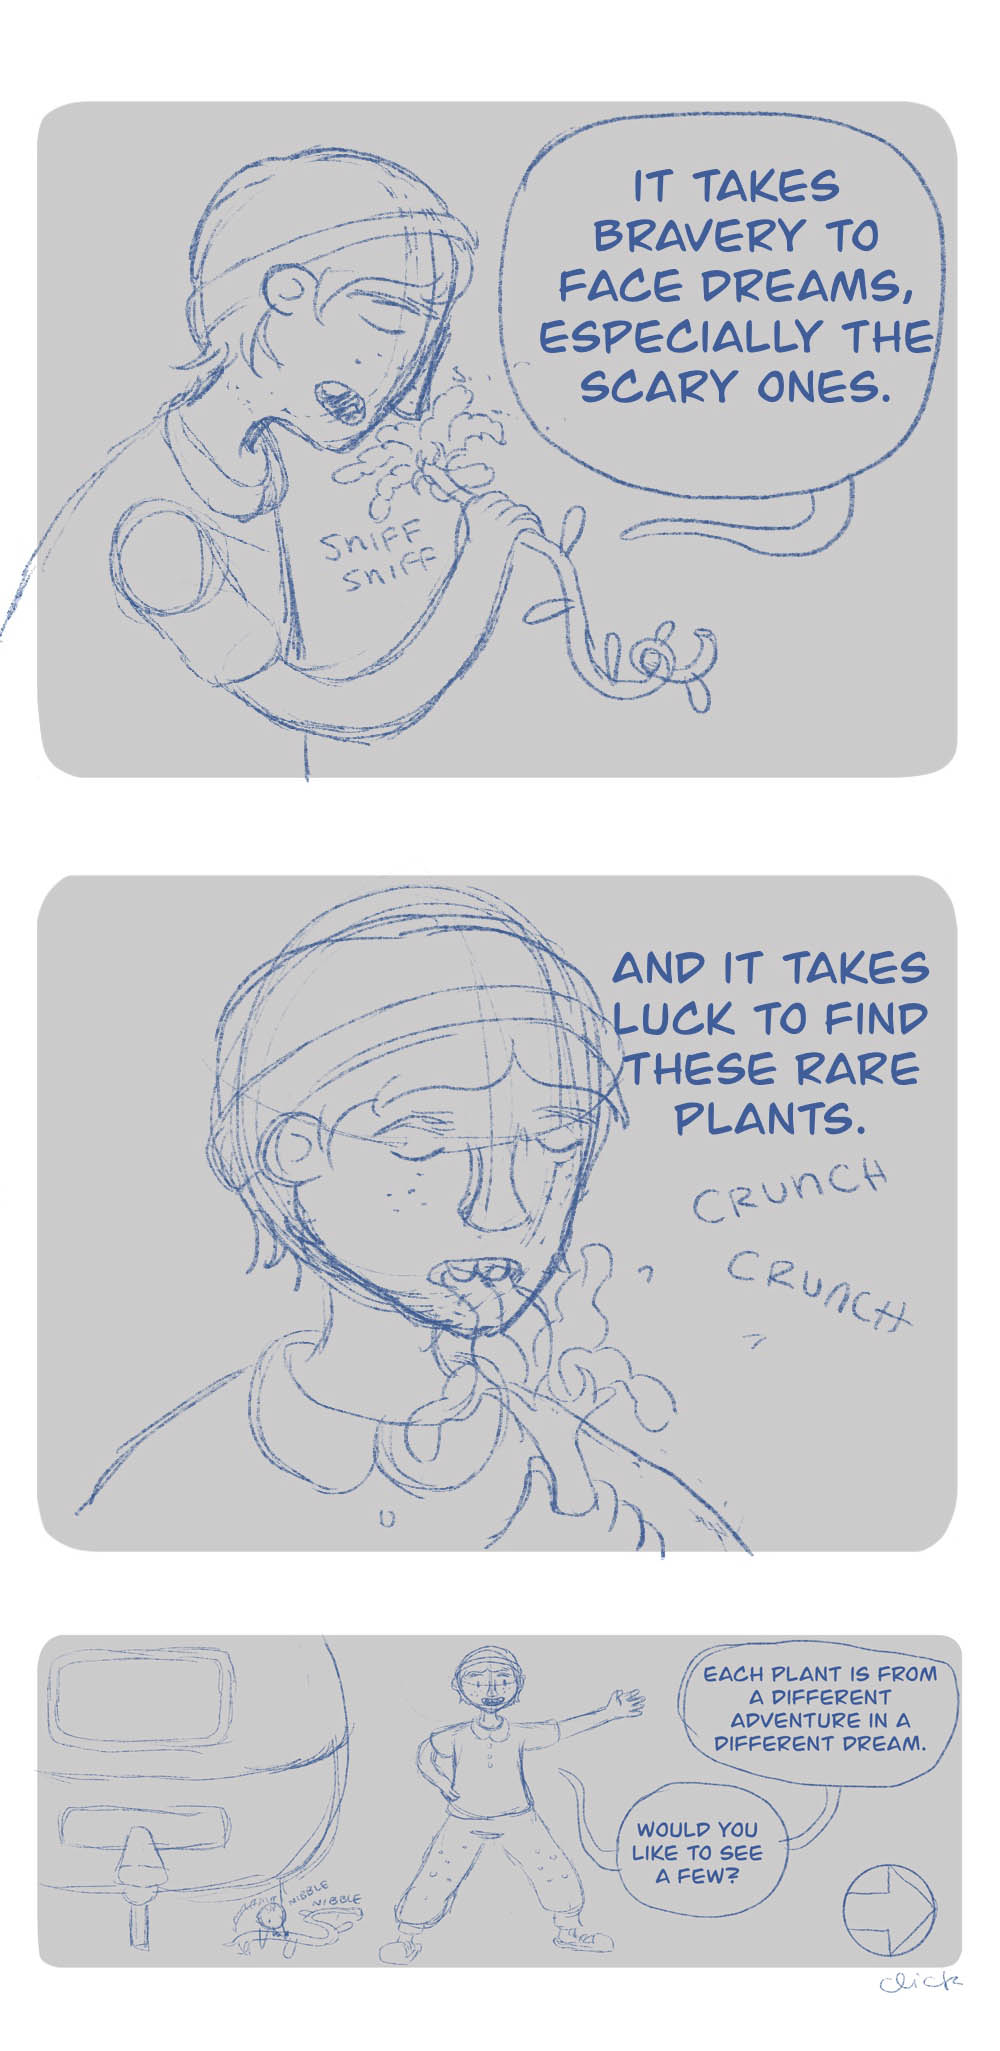 IT TAKES
BRAVERY TO
FACE DREAMS,
ESPECIALLY THE
SCARY ONES.
SNIFF
SNIFF
AND IT TAKES
LUCK TO FIND
THESE RARE
PLANTS.
CRUNCH
CRUNCH
EACH PLANT IS FROM
A DIFFERENT
ADVENTURE IN A
DIFFERENT DREAM.
WOULD YOU
LIKE TO SEE
A FEW?
NIBBLE
NIBBLE
click